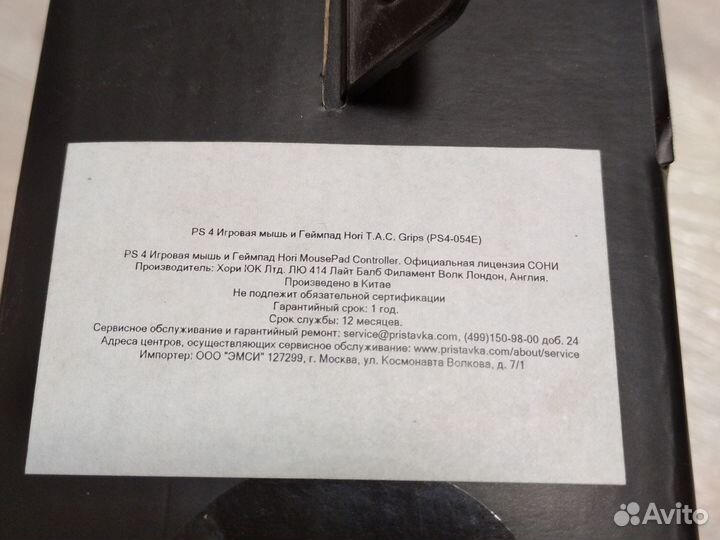 PS 4 Игровая мышь и Геймпад Hori T.A.C. Grips (PS4-054E)
PS 4 Игровая мышь и Геймпад Hori MousePad Controller. Официальная лицензия СОНИ
Производитель: Хори ЮК Лтд. ЛЮ 414 Лайт Балб Филамент Волк Лондон, Англия.
Произведено в Китае
Не подлежит обязательной сертификации
Гарантийный срок: 1 год.
Срок службы: 12 месяцев.
Сервисное обслуживание и гарантийный ремонт: service@pristavka.com, (499)150-98-00 доб. 24
Адреса центров, осуществляющих сервисное обслуживание: www.pristavka.com/about/service
Импортер: ООО "ЭМСИ" 127299, г. Москва, ул. Космонавта Волкова, д. 7/1
Avito